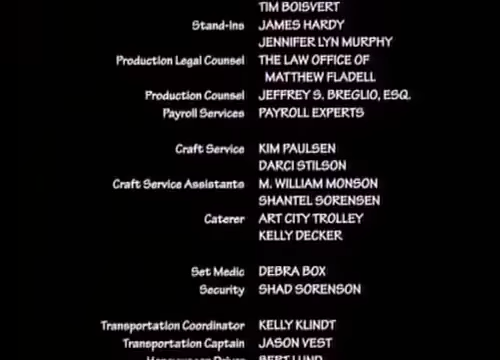 TIM BOISVERT
Stand-Ins JAMES HARDY
JENNIFER LYN MURPHY
Production Legal Counsel THE LAW OFFICE OF
MATTHEW FLADELL
Production Counsel JEFFREY S. BREGLIO, ESQ.
Payroll Services PAYROLL EXPERTS
Craft Service KIM PAULSEN
DARCI STILSON
Craft Service Assistants M. WILLIAM MONSON
SHANTEL SORENSEN
Caterer ART CITY TROLLEY
KELLY DECKER
Set Medic DEBRA BOX
Security SHAD SORENSON
Transportation Coordinator KELLY KLINDT
Transportation Captain JASON VEST
BERT LUND